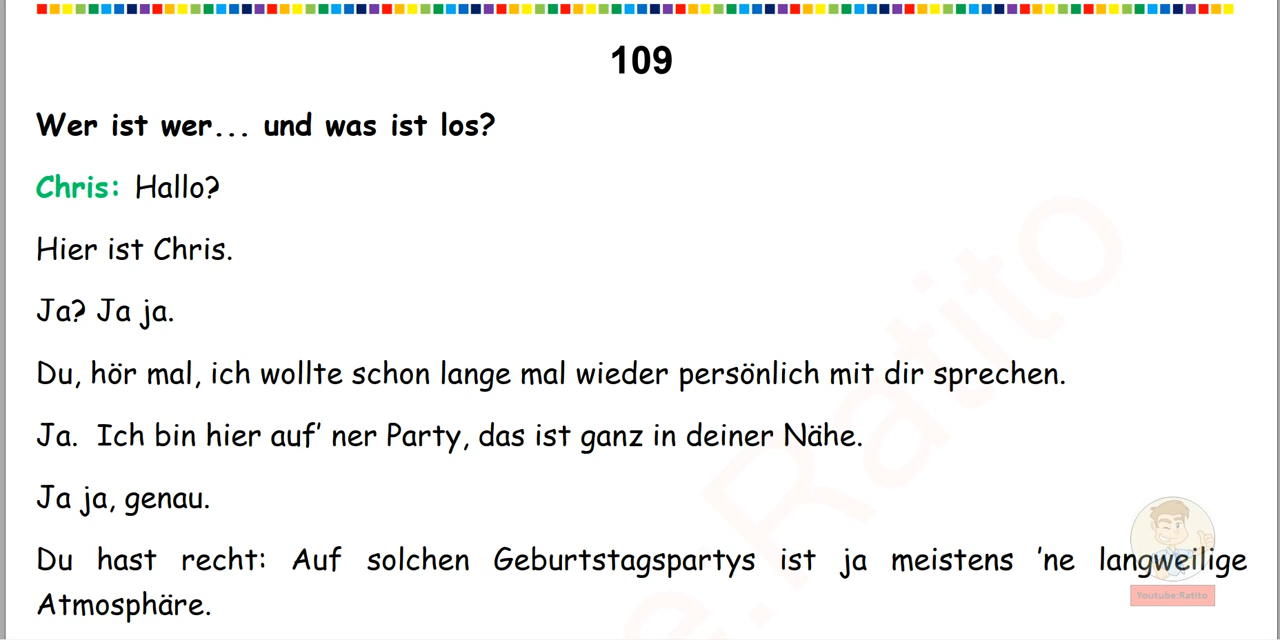 109
Wer ist wer... und was ist los?
Chris: Hallo?
Hier ist Chris.
Ja? Ja ja.
Du, hör mal, ich wollte schon lange mal wieder persönlich mit dir sprechen.
Ja. Ich bin hier auf' ner Party, das ist ganz in deiner Nähe.
Ja ja, genau.
Du hast recht: Auf solchen Geburtstagspartys ist ja meistens 'ne langweilige
Atmosphäre.
Youtube:Ratito
e.Ratito